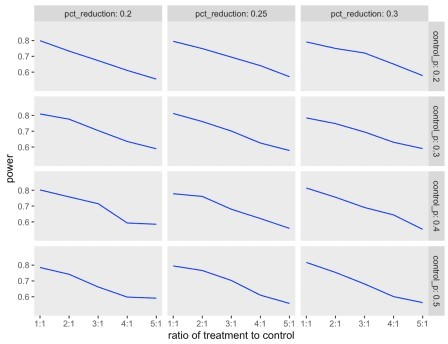 pct_reduction: 0.2 pct_reduction: 0.25 pct_reduction: 0.3
0.8
0.7
0.6
control_p: 0.2
0.8
0.7
0.6
control_p: 0.3
0.8
0.7
0.6
control_p: 0.4
0.8
0.7
0.6
control_p: 0.5
power
1:1 2:1 3:1 4:1 5:1 1:1 2:1 3:1 4:1 5:1 1:1 2:1 3:1 4:1 5:1
ratio of treatment to control